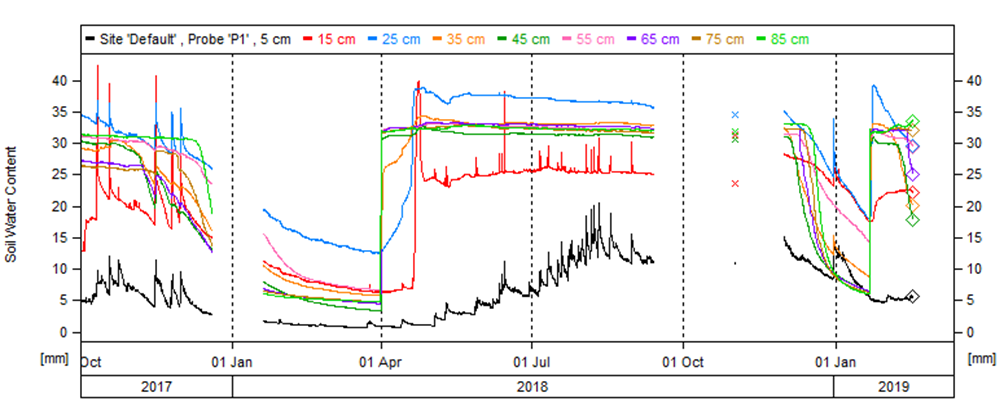 Site 'Default' , Probe 'P1' , 5 cm 15 cm 25 cm 35 cm 45 cm 55 cm 65 cm 75 cm 85 cm
Soil Water Content
40 40
35 35
30 30
25 25
20 20
15 15
10 10
5 5
0 0
[mm] Oct 01 Jan 01 Apr 01 Jul 01 Oct 01 Jan [mm]
2017 2018 2019